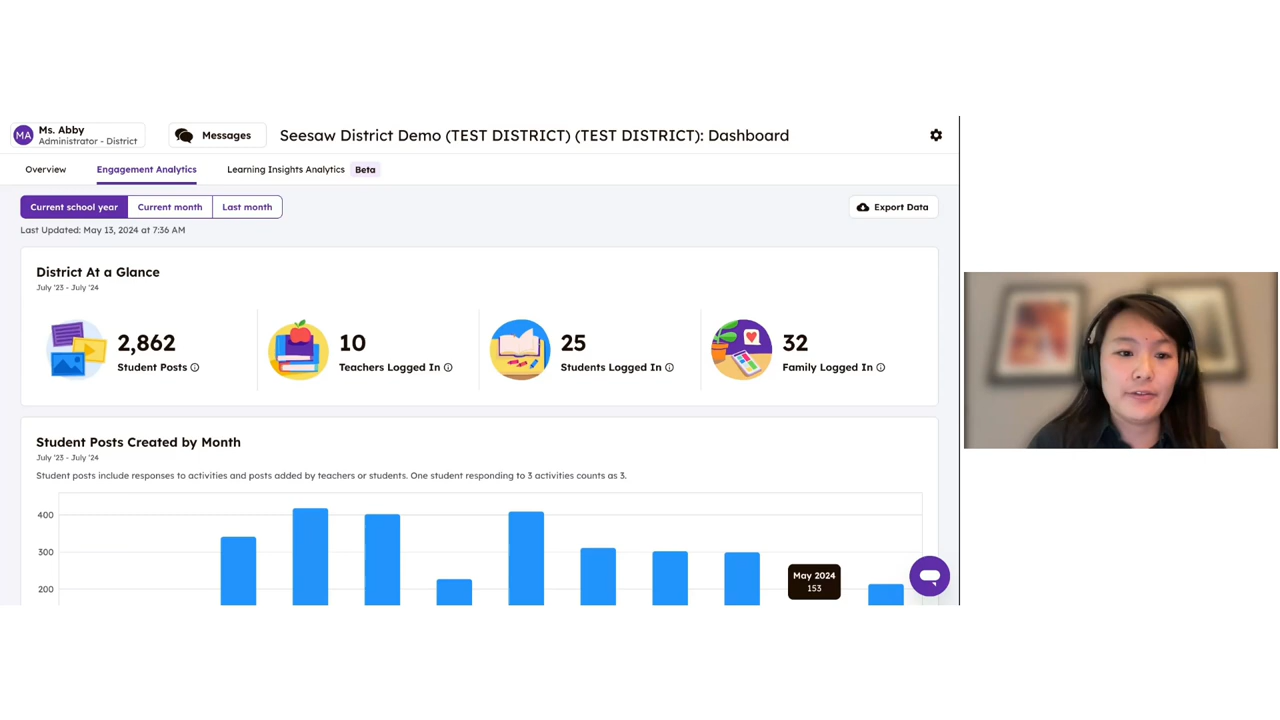 MA
Ms. Abby
Administrator - District
Messages
Seesaw District Demo (TEST DISTRICT) (TEST DISTRICT): Dashboard
Overview
Engagement Analytics
Learning Insights Analytics
Beta
Current school year
Current month
Last month
Export Data
Last Updated: May 13, 2024 at 7:36 AM
District At a Glance
July '23 - July '24
2,862
Student Posts
10
Teachers Logged In
25
Students Logged In
32
Family Logged In
Student Posts Created by Month
July '23 - July '24
Student posts include responses to activities and posts added by teachers or students. One student responding to 3 activities counts as 3.
400
300
200
May 2024
153